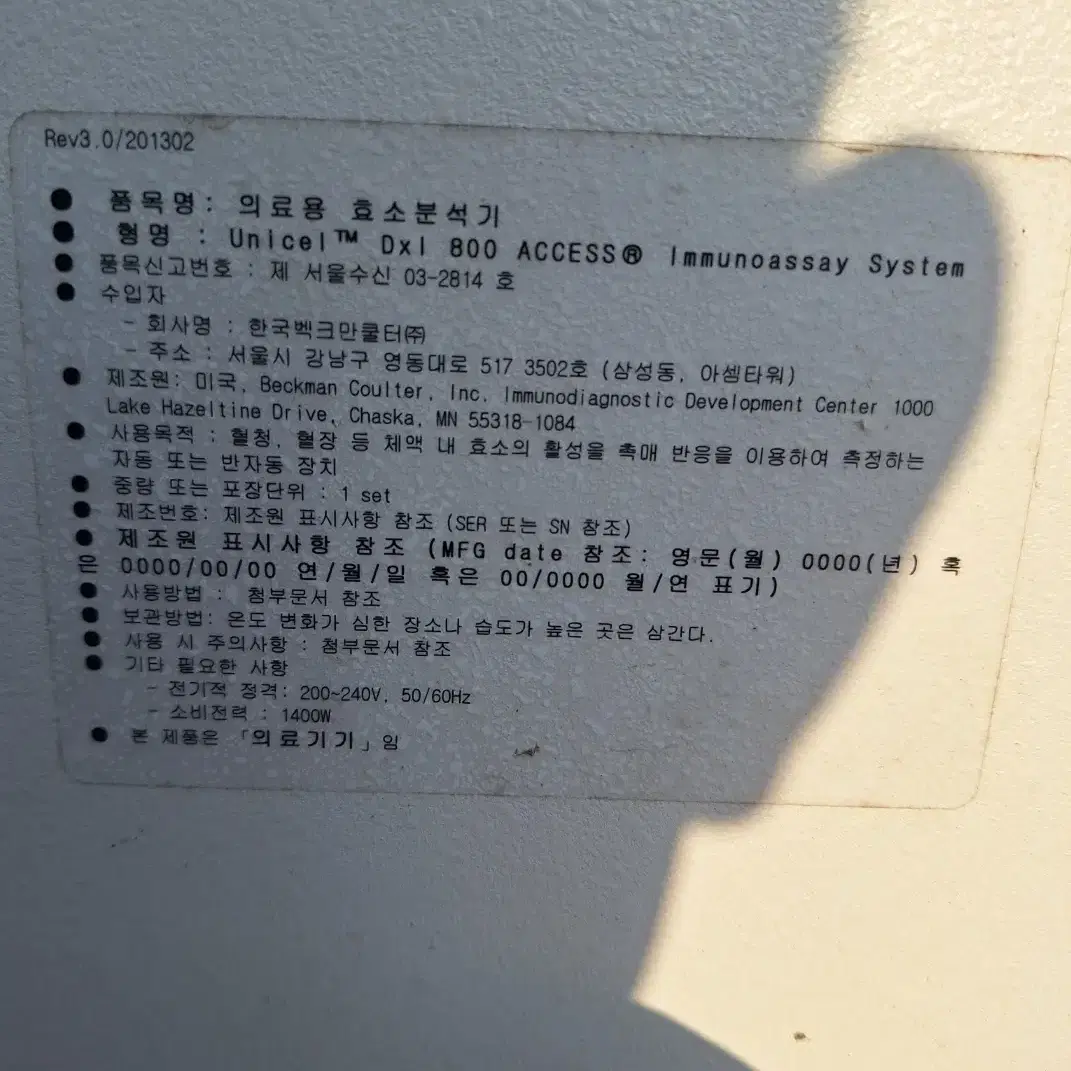 Rev3.0/201302
● 품목명: 의료용 효소분석기
● 형명 : Unicel™ DxI 800 ACCESS® Immunoassay System
● 품목신고번호 : 제 서울수신 03-2814 호
● 수입자
- 회사명 : 한국벡크만쿨터㈜
- 주소 : 서울시 강남구 영동대로 517 3502호 (삼성동, 아셈타워)
● 제조원: 미국, Beckman Coulter, Inc. Immunodiagnostic Development Center 1000
Lake Hazeltine Drive, Chaska, MN 55318-1084
● 사용목적 : 혈청, 혈장 등 체액 내 효소의 활성을 촉매 반응을 이용하여 측정하는
자동 또는 반자동 장치
● 중량 또는 포장단위 : 1 set
● 제조번호: 제조원 표시사항 참조 (SER 또는 SN 참조)
● 제조원 표시사항 참조 (MFG date 참조: 영문(월) 0000(년) 혹
은 0000/00/00 연/월/일 혹은 00/0000 월/연 표기)
● 사용방법 : 첨부문서 참조
● 보관방법: 온도 변화가 심한 장소나 습도가 높은 곳은 삼간다.
● 사용 시 주의사항 : 첨부문서 참조
● 기타 필요한 사항
- 전기적 정격: 200~240V, 50/60Hz
- 소비전력 : 1400W
● 본 제품은 「의료기기」임